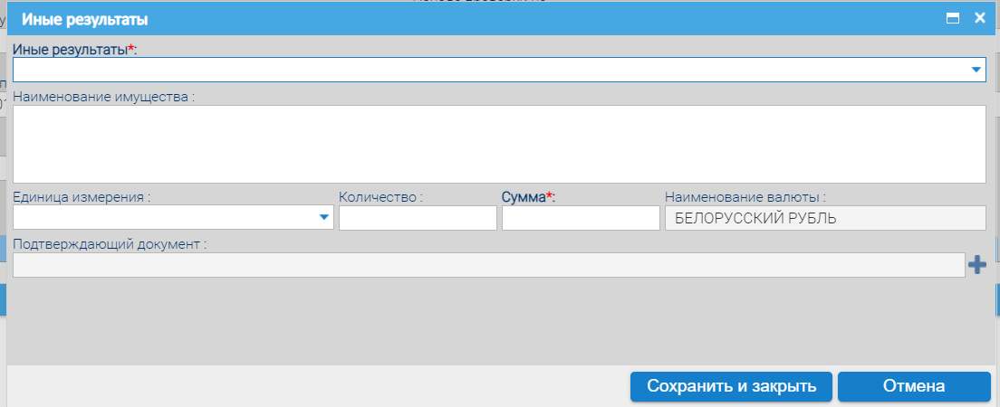 Иные результаты
Иные результаты*:
Наименование имущества :
Единица измерения :
Количество :
Сумма*:
Наименование валюты :
БЕЛОРУССКИЙ РУБЛЬ
Подтверждающий документ :
Сохранить и закрыть
Отмена